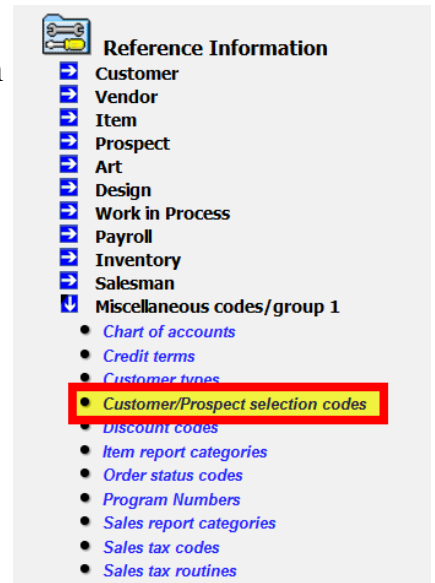 Reference Information
Customer
Vendor
Item
Prospect
Art
Design
Work in Process
Payroll
Inventory
Salesman
Miscellaneous codes/group 1
Chart of accounts
Credit terms
Customer types
Customer/Prospect selection codes
Discount codes
Item report categories
Order status codes
Program Numbers
Sales report categories
Sales tax codes
Sales tax routines